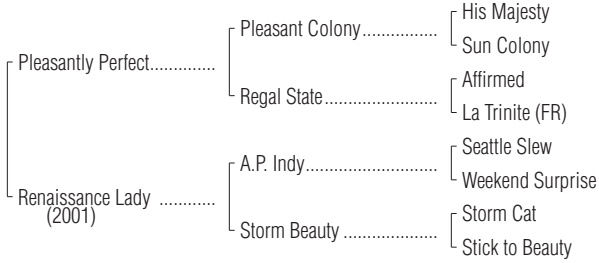 His Majesty
Pleasant Colony.................
Sun Colony
Pleasantly Perfect..............
Affirmed
Regal State.........................
La Trinite (FR)
Seattle Slew
A.P. Indy.............................
Weekend Surprise
Renaissance Lady ............
(2001)
Storm Cat
Storm Beauty .....................
Stick to Beauty